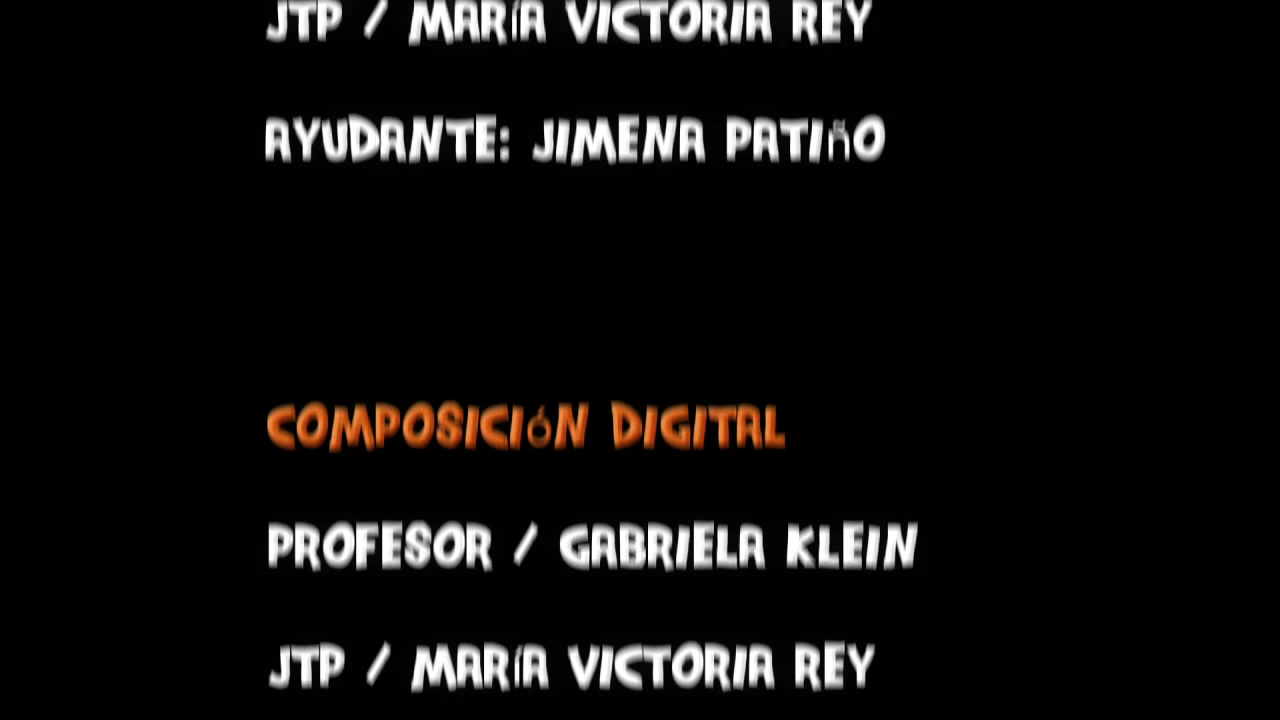 JTP / MARíA VICTORIA REY
AYUDANTE: JIMENA PATIñO
COMPOSICIóN DIGITAL
PROFESOR / GABRIELA KLEIN
JTP / MARíA VICTORIA REY